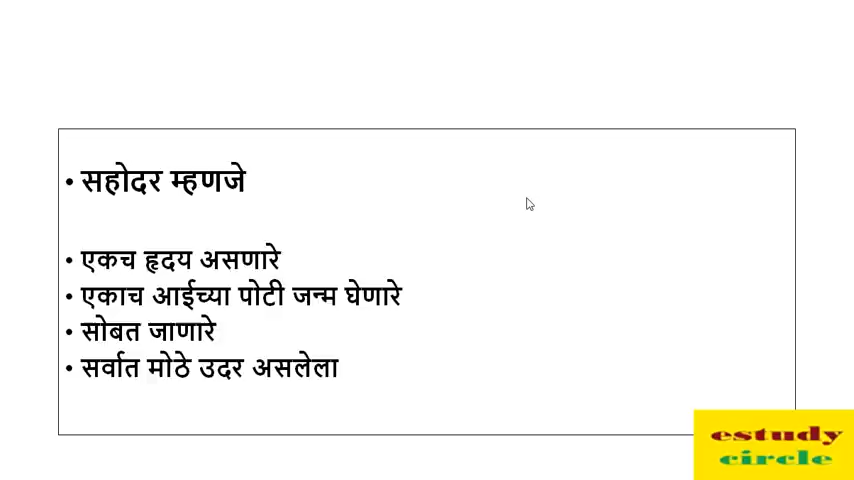 • सहोदर म्हणजे
• एकच हृदय असणारे
• एकाच आईच्या पोटी जन्म घेणारे
• सोबत जाणारे
• सर्वात मोठे उदर असलेला
estudy
circle